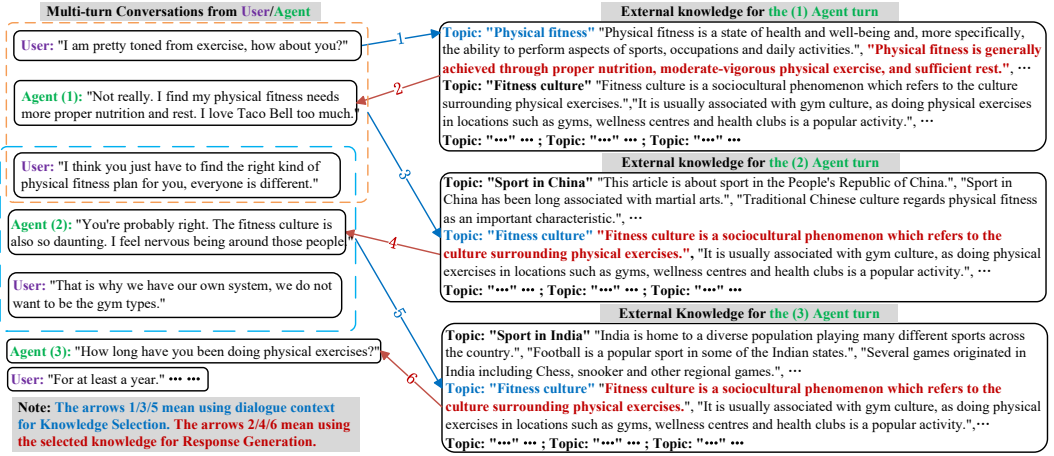 Multi-turn Conversations from User/Agent
User: "I am pretty toned from exercise, how about you?"
Agent (1): "Not really. I find my physical fitness needs
more proper nutrition and rest. I love Taco Bell too much."
User: "I think you just have to find the right kind of
physical fitness plan for you, everyone is different."
Agent (2): "You're probably right. The fitness culture is
also so daunting. I feel nervous being around those people."
User: "That is why we have our own system, we do not
want to be the gym types."
Agent (3): "How long have you been doing physical exercises?"
User: "For at least a year." ••• •••
Note: The arrows 1/3/5 mean using dialogue context
for Knowledge Selection. The arrows 2/4/6 mean using
the selected knowledge for Response Generation.
1
2
3
4
5
6
External knowledge for the (1) Agent turn
Topic: "Physical fitness" "Physical fitness is a state of health and well-being and, more specifically,
the ability to perform aspects of sports, occupations and daily activities.", "Physical fitness is generally
achieved through proper nutrition, moderate-vigorous physical exercise, and sufficient rest.", ···
Topic: "Fitness culture" "Fitness culture is a sociocultural phenomenon which refers to the culture
surrounding physical exercises.","It is usually associated with gym culture, as doing physical exercises
in locations such as gyms, wellness centres and health clubs is a popular activity.", ···
Topic: "•••" ••• ; Topic: "•••" ••• ; Topic: "•••" •••
External knowledge for the (2) Agent turn
Topic: "Sport in China" "This article is about sport in the People's Republic of China.", "Sport in
China has been long associated with martial arts.", "Traditional Chinese culture regards physical fitness
as an important characteristic.", ···
Topic: "Fitness culture" "Fitness culture is a sociocultural phenomenon which refers to the
culture surrounding physical exercises.", "It is usually associated with gym culture, as doing physical
exercises in locations such as gyms, wellness centres and health clubs is a popular activity.", ···
Topic: "•••" ••• ; Topic: "•••" ••• ; Topic: "•••" •••
External Knowledge for the (3) Agent turn
Topic: "Sport in India" "India is home to a diverse population playing many different sports across
the country.", "Football is a popular sport in some of the Indian states.", "Several games originated in
India including Chess, snooker and other regional games.", ···
Topic: "Fitness culture" "Fitness culture is a sociocultural phenomenon which refers to the
culture surrounding physical exercises.", "It is usually associated with gym culture, as doing physical
exercises in locations such as gyms, wellness centres and health clubs is a popular activity.",···
Topic: "•••" ••• ; Topic: "•••" ••• ; Topic: "•••" •••